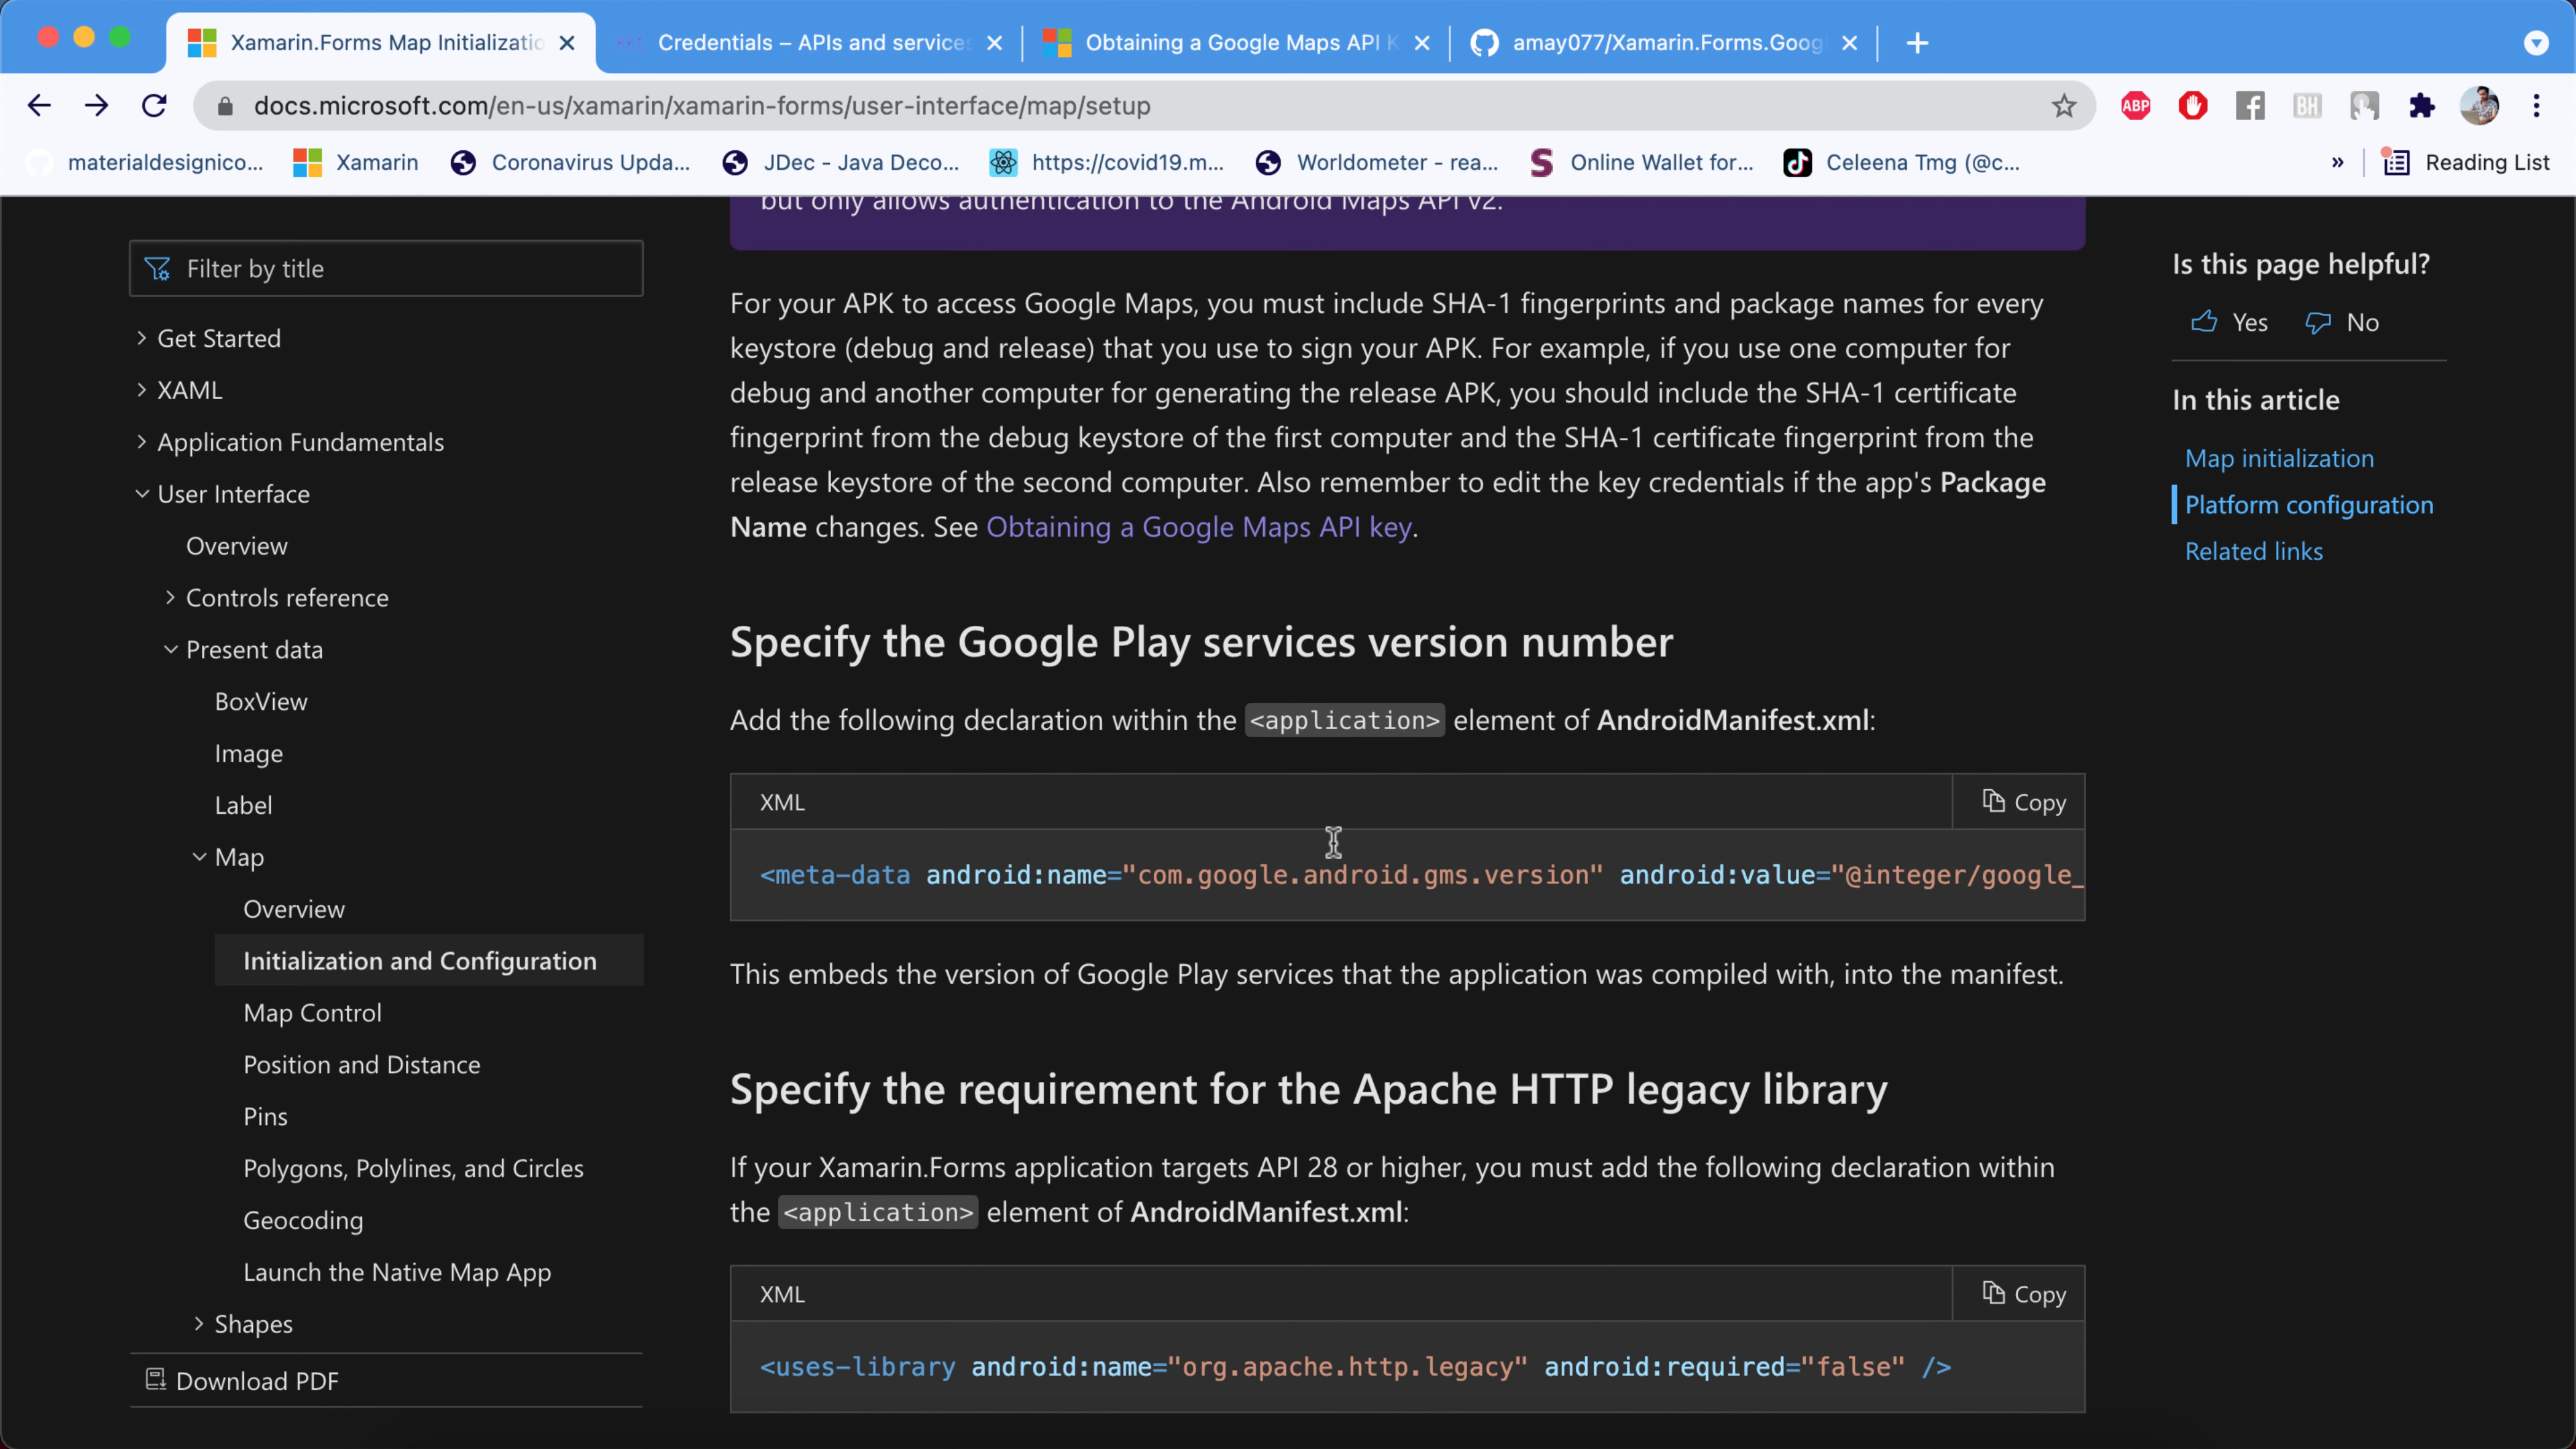 Xamarin.Forms Map Initializatio
Credentials – APIs and services
Obtaining a Google Maps API K
amay077/Xamarin.Forms.Goog
docs.microsoft.com/en-us/xamarin/xamarin-forms/user-interface/map/setup
ABP
BH
materialdesignico...
Xamarin
Coronavirus Upda...
JDec - Java Deco...
https://covid19.m...
Worldometer - rea...
Online Wallet for...
Celeena Tmg (@c...
»
Reading List
Filter by title
Get Started
XAML
Application Fundamentals
User Interface
Overview
Controls reference
Present data
BoxView
Image
Label
Map
Overview
Initialization and Configuration
Map Control
Position and Distance
Pins
Polygons, Polylines, and Circles
Geocoding
Launch the Native Map App
Shapes
Download PDF
but only allows authentication to the Android Maps API v2.
For your APK to access Google Maps, you must include SHA-1 fingerprints and package names for every
keystore (debug and release) that you use to sign your APK. For example, if you use one computer for
debug and another computer for generating the release APK, you should include the SHA-1 certificate
fingerprint from the debug keystore of the first computer and the SHA-1 certificate fingerprint from the
release keystore of the second computer. Also remember to edit the key credentials if the app's Package
Name changes. See Obtaining a Google Maps API key.
Specify the Google Play services version number
Add the following declaration within the <application> element of AndroidManifest.xml:
XML
Copy
<meta-data android:name="com.google.android.gms.version" android:value="@integer/google_
This embeds the version of Google Play services that the application was compiled with, into the manifest.
Specify the requirement for the Apache HTTP legacy library
If your Xamarin.Forms application targets API 28 or higher, you must add the following declaration within
the <application> element of AndroidManifest.xml:
XML
Copy
<uses-library android:name="org.apache.http.legacy" android:required="false" />
Is this page helpful?
Yes
No
In this article
Map initialization
Platform configuration
Related links